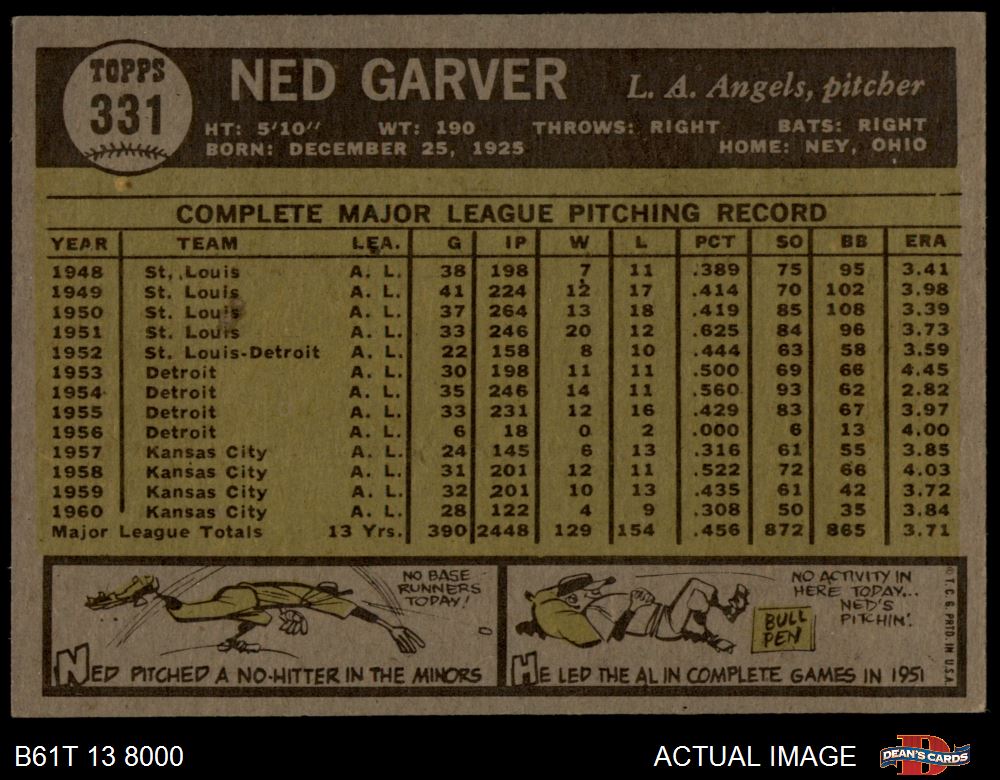 TOPPS
331
NED GARVER
L. A. Angels, pitcher
HT: 5'10" WT: 190 THROWS: RIGHT BATS: RIGHT
BORN: DECEMBER 25, 1925 HOME: NEY, OHIO
COMPLETE MAJOR LEAGUE PITCHING RECORD
YEAR TEAM LEA. G IP W L PCT SO BB ERA
1948 St. Louis A. L. 38 198 7 11 .389 75 95 3.41
1949 St. Louis A. L. 41 224 12 17 .414 70 102 3.98
1950 St. Louis A. L. 37 264 13 18 .419 85 108 3.39
1951 St. Louis A. L. 33 246 20 12 .625 84 96 3.73
1952 St. Louis-Detroit A. L. 22 158 8 10 .444 63 58 3.59
1953 Detroit A. L. 30 198 11 11 .500 69 66 4.45
1954 Detroit A. L. 35 246 14 11 .560 93 62 2.82
1955 Detroit A. L. 33 231 12 16 .429 83 67 3.97
1956 Detroit A. L. 6 18 0 2 .000 6 13 4.00
1957 Kansas City A. L. 24 145 6 13 .316 61 55 3.85
1958 Kansas City A. L. 31 201 12 11 .522 72 66 4.03
1959 Kansas City A. L. 32 201 10 13 .435 61 42 3.72
1960 Kansas City A. L. 28 122 4 9 .308 50 35 3.84
Major League Totals 13 Yrs. 390 2448 129 154 .456 872 865 3.71
NO BASE
RUNNERS
TODAY!
NED PITCHED A NO-HITTER IN THE MINORS
NO ACTIVITY IN
HERE TODAY...
NED'S
PITCHIN'.
BULL
PEN
HE LED THE AL IN COMPLETE GAMES IN 1951
© T. C. G. PRTD. IN U.S.A.
B61T 13 8000
ACTUAL IMAGE
DEAN'S CARDS